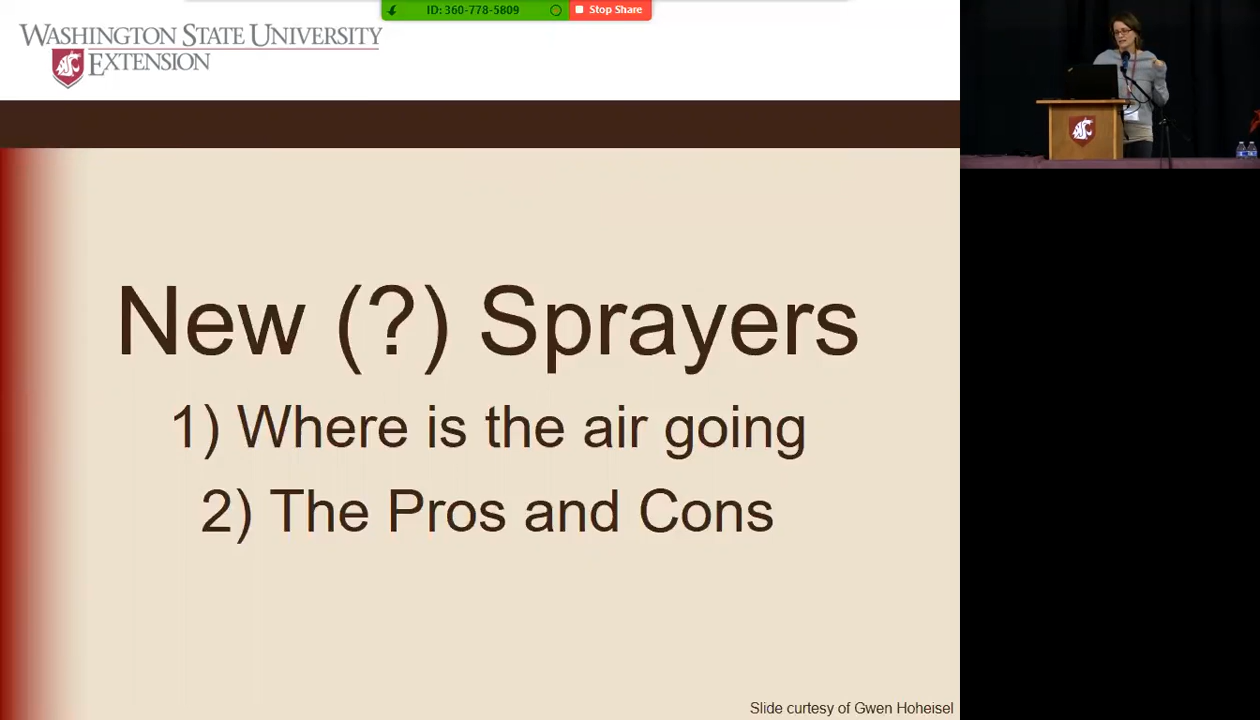 ID: 360-778-5809
Stop Share
WASHINGTON STATE UNIVERSITY
EXTENSION
New (?) Sprayers
1) Where is the air going
2) The Pros and Cons
Slide curtesy of Gwen Hoheisel